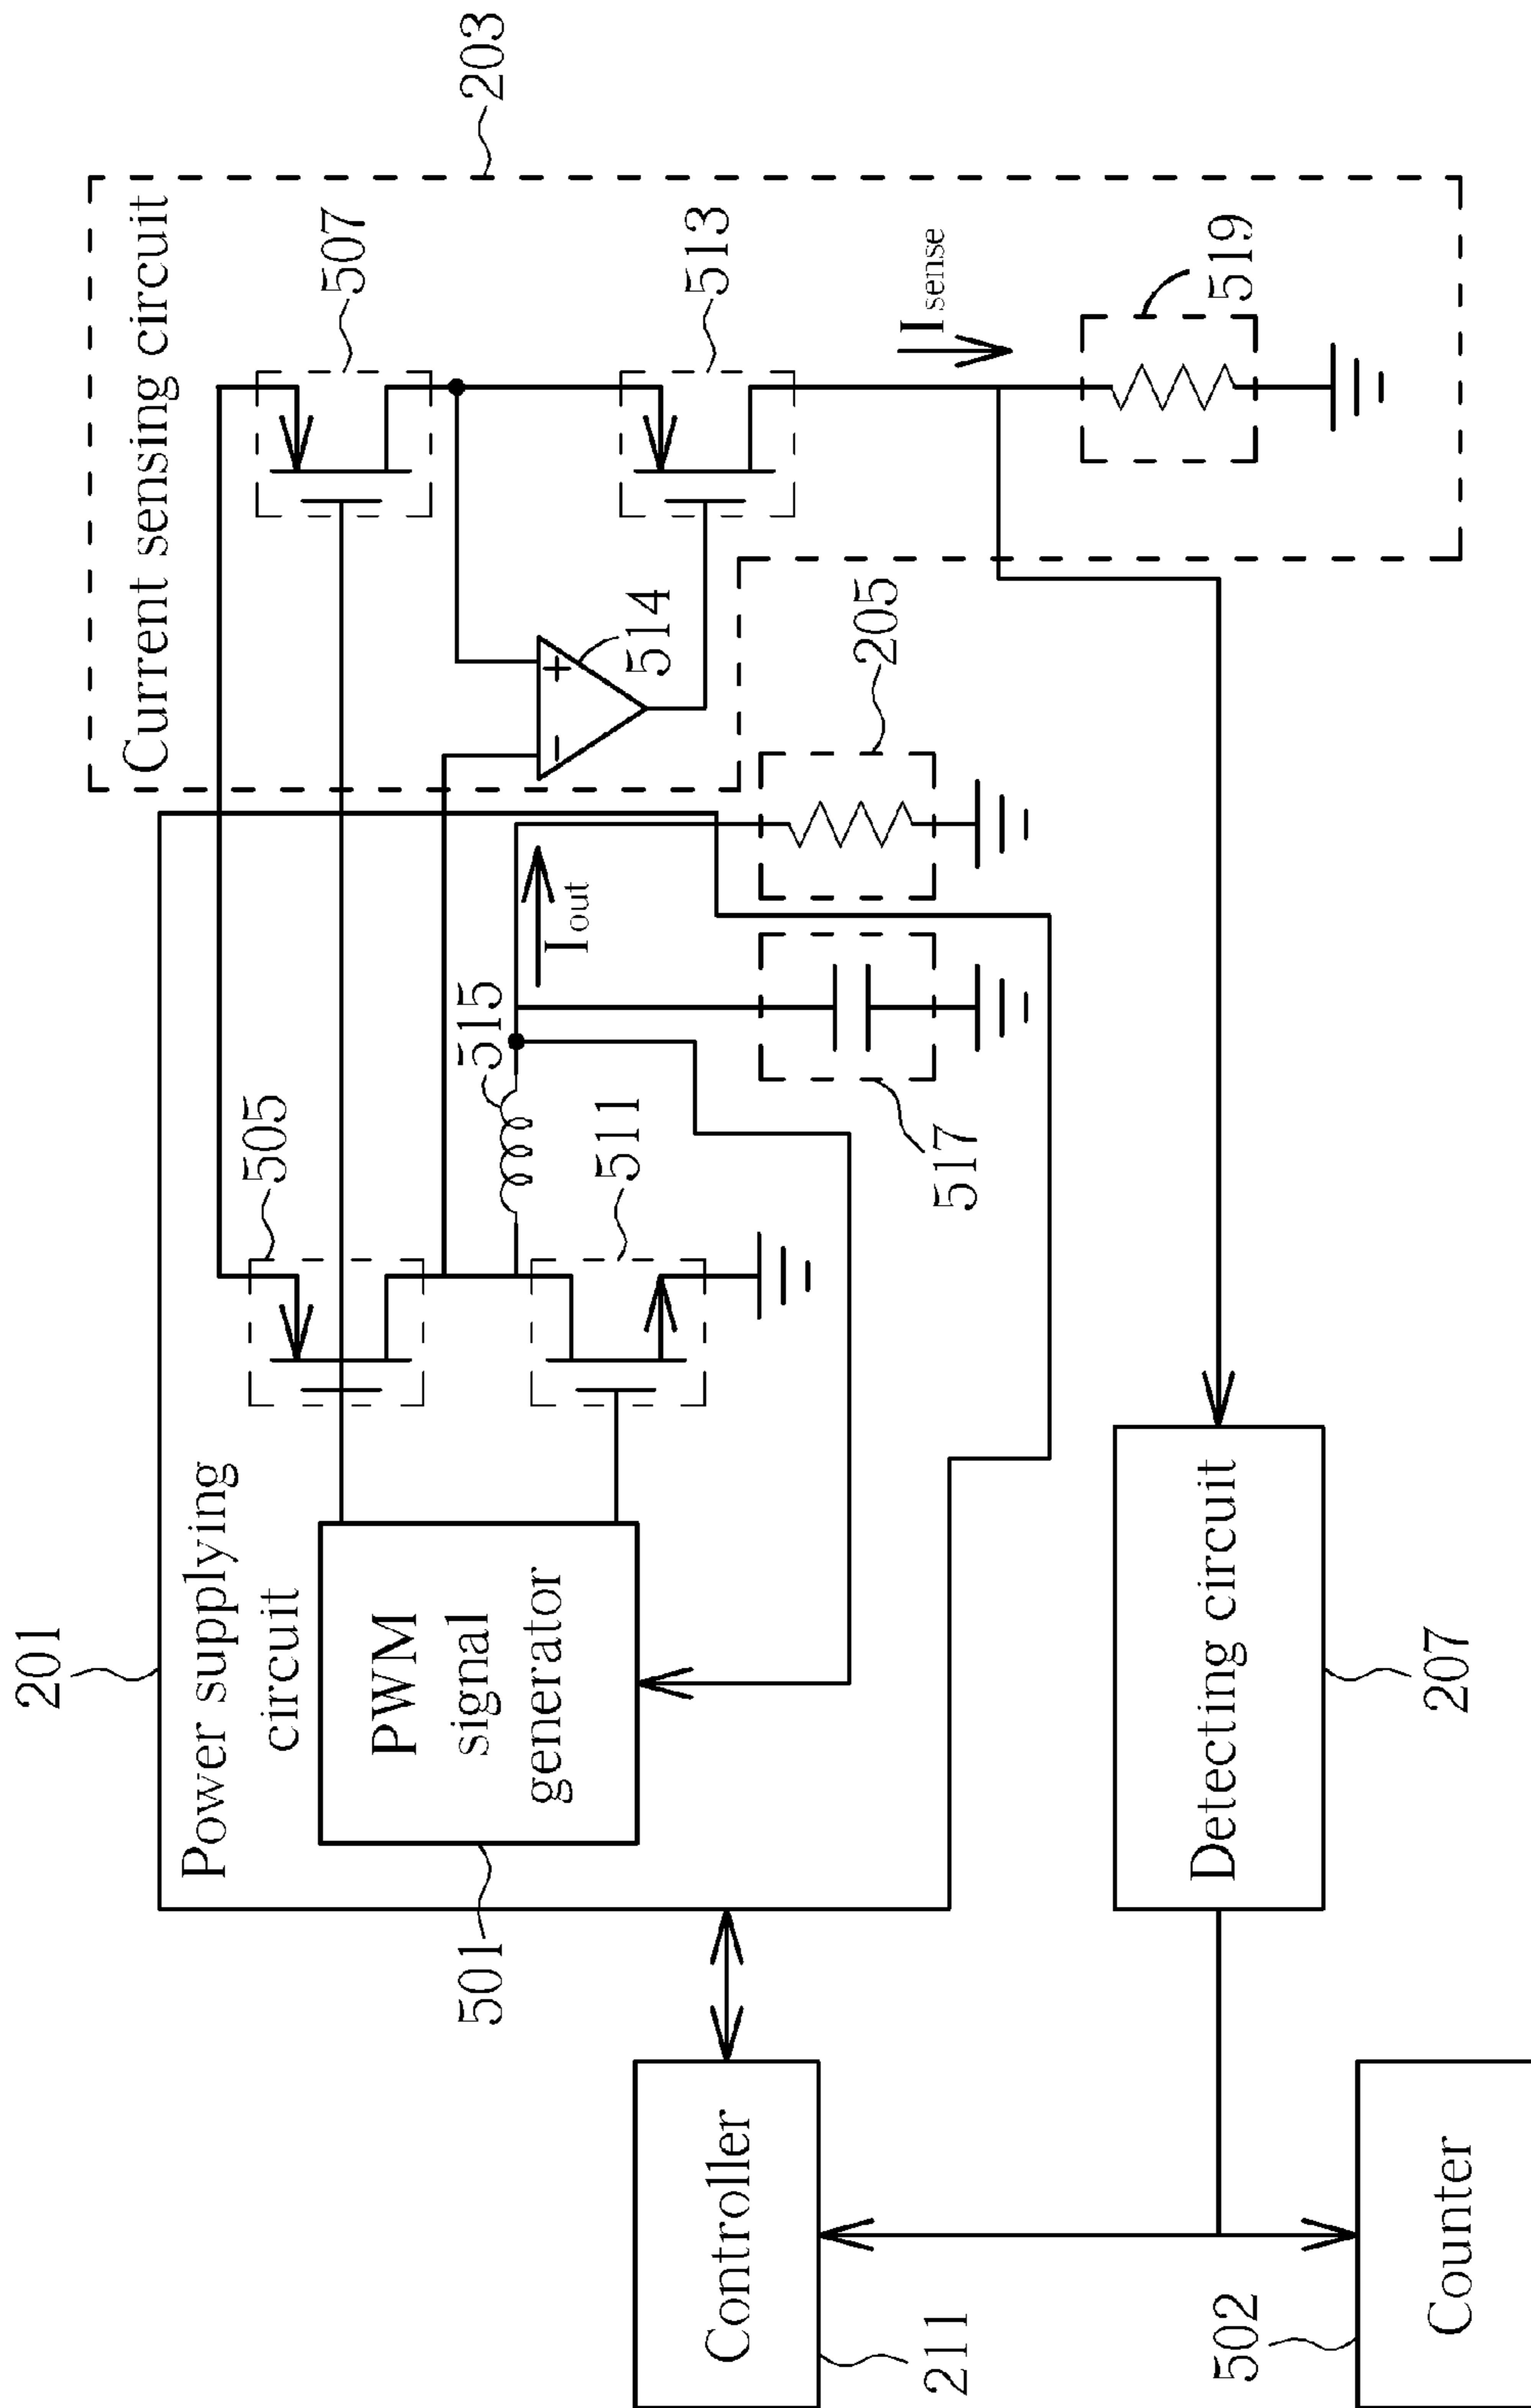 201
Power supplying
circuit
PWM
signal
generator
501
505
511
515
Iout
517
205
Current sensing circuit
203
507
513
514
Isense
519
Controller
211
Detecting circuit
207
502
Counter